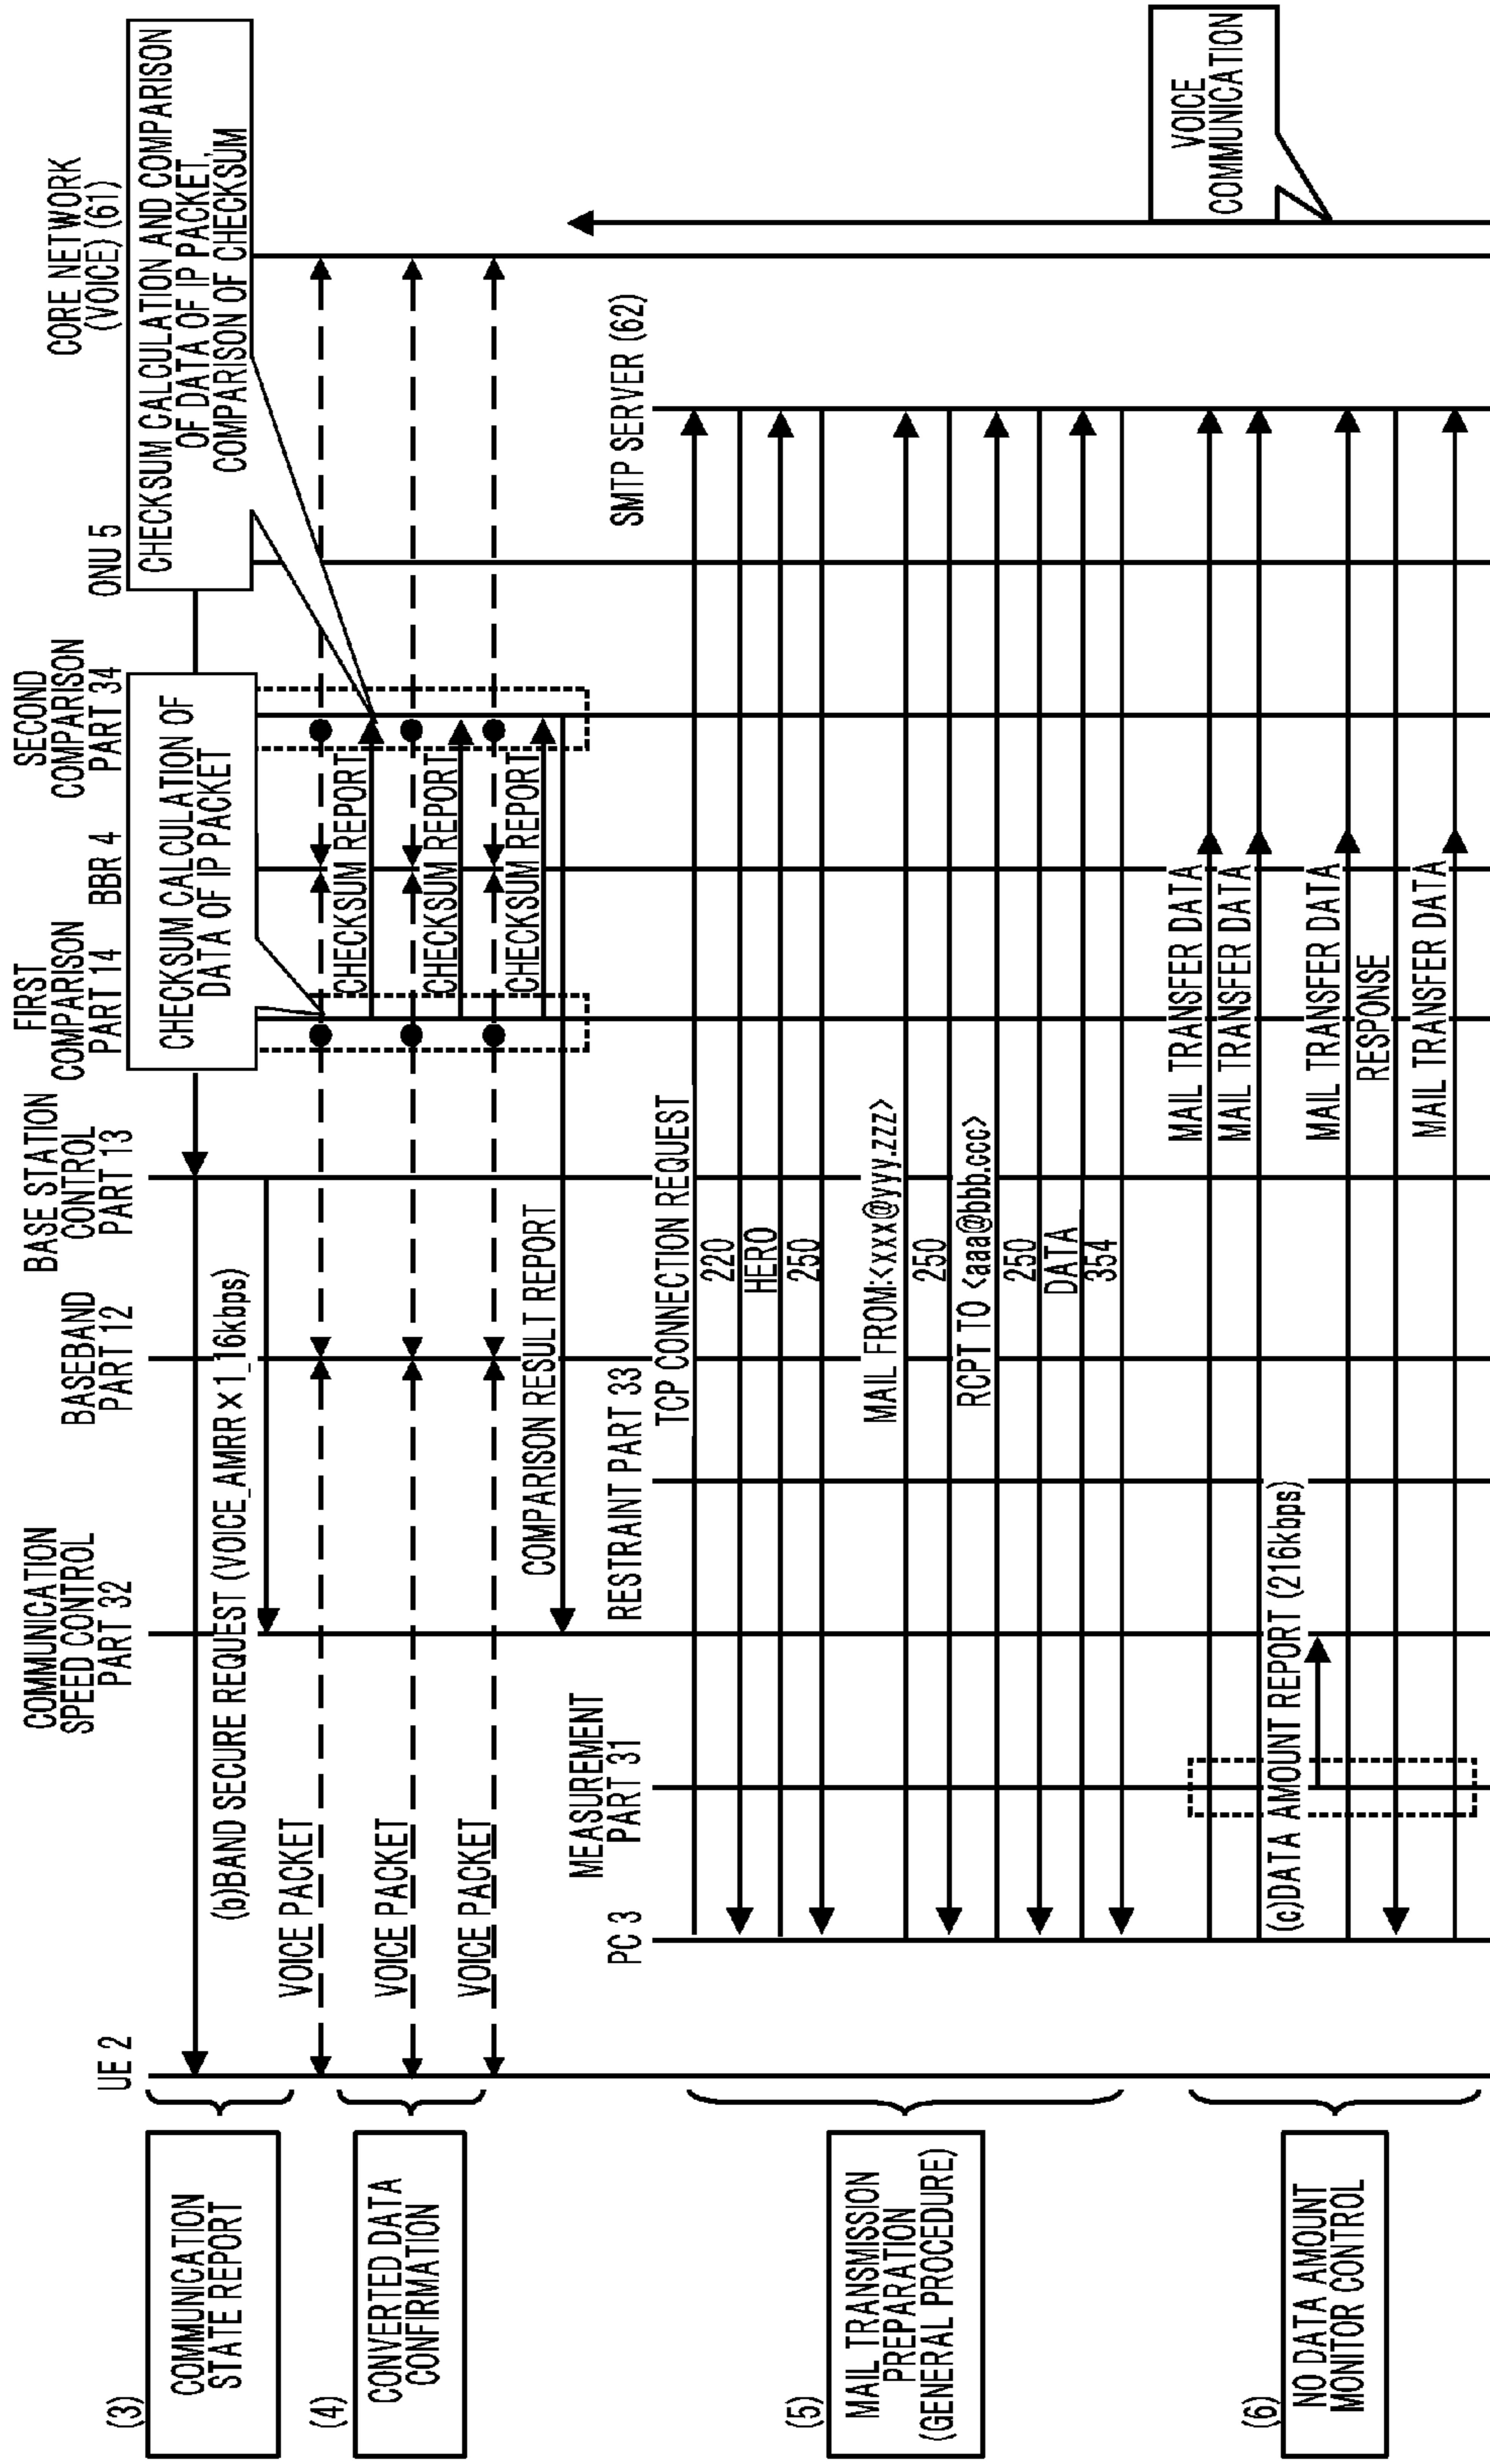 UE 2
COMMUNICATION
SPEED CONTROL
PART 32
BASEBAND
PART 12
BASE STATION
CONTROL
PART 13
FIRST
COMPARISON
PART 14
BBR 4
SECOND
COMPARISON
PART 34
ONU 5
CORE NETWORK
(VOICE) (61)
(3)
COMMUNICATION
STATE REPORT
(b)BAND SECURE REQUEST (VOICE_AMRR×1_16kbps)
CHECKSUM CALCULATION OF
DATA OF IP PACKET
CHECKSUM CALCULATION AND COMPARISON
OF DATA OF IP PACKET,
COMPARISON OF CHECKSUM
(4)
CONVERTED DATA
CONFIRMATION
VOICE PACKET
CHECKSUM REPORT
VOICE PACKET
CHECKSUM REPORT
VOICE PACKET
CHECKSUM REPORT
COMPARISON RESULT REPORT
PC 3
MEASUREMENT
PART 31
RESTRAINT PART 33
SMTP SERVER (62)
(5)
MAIL TRANSMISSION
PREPARATION
(GENERAL PROCEDURE)
TCP CONNECTION REQUEST
220
HERO
250
MAIL FROM:<xxx@yyy.zzz>
250
RCPT TO <aaa@bbb.ccc>
250
DATA
354
(6)
NO DATA AMOUNT
MONITOR CONTROL
MAIL TRANSFER DATA
MAIL TRANSFER DATA
(c)DATA AMOUNT REPORT (216kbps)
MAIL TRANSFER DATA
RESPONSE
MAIL TRANSFER DATA
VOICE
COMMUNICATION